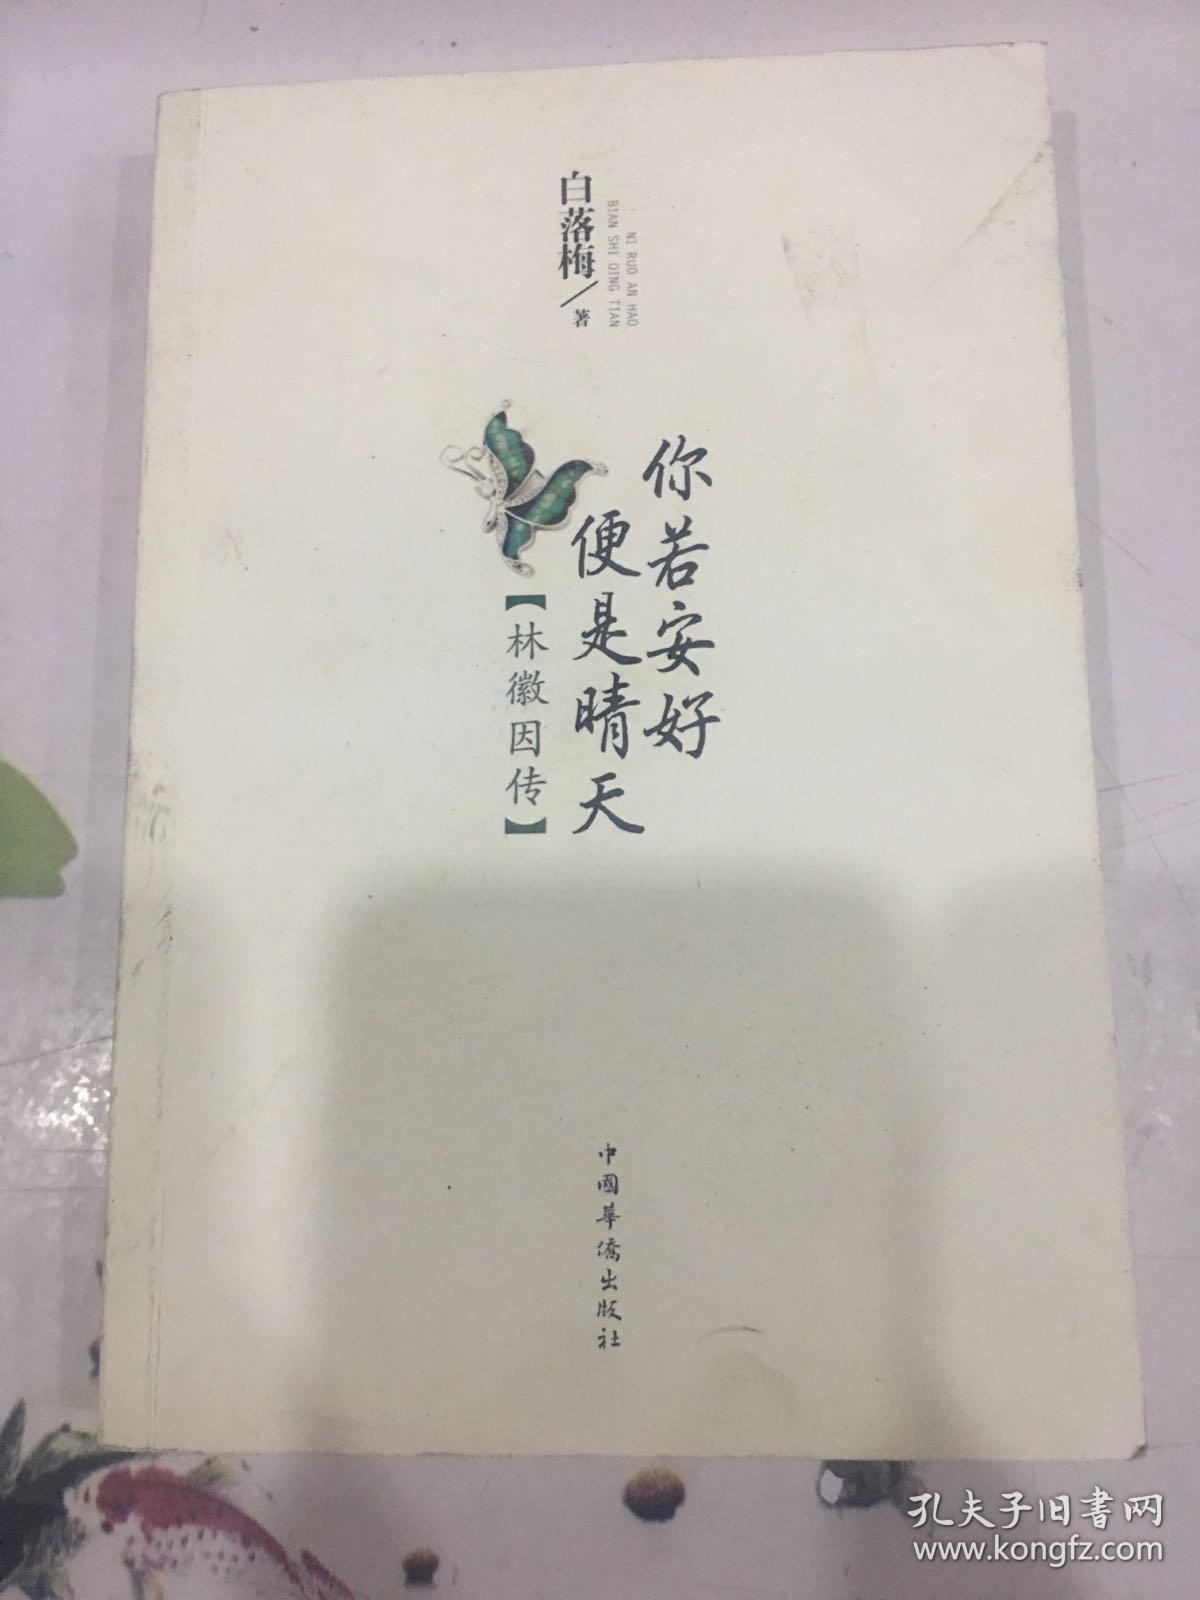 白落梅/著
NI RUO AN HAO
BIAN SHI QING TIAN
你若安好
便是晴天
【林徽因传】
中國華僑出版社
孔夫子旧书网
www.kongfz.com